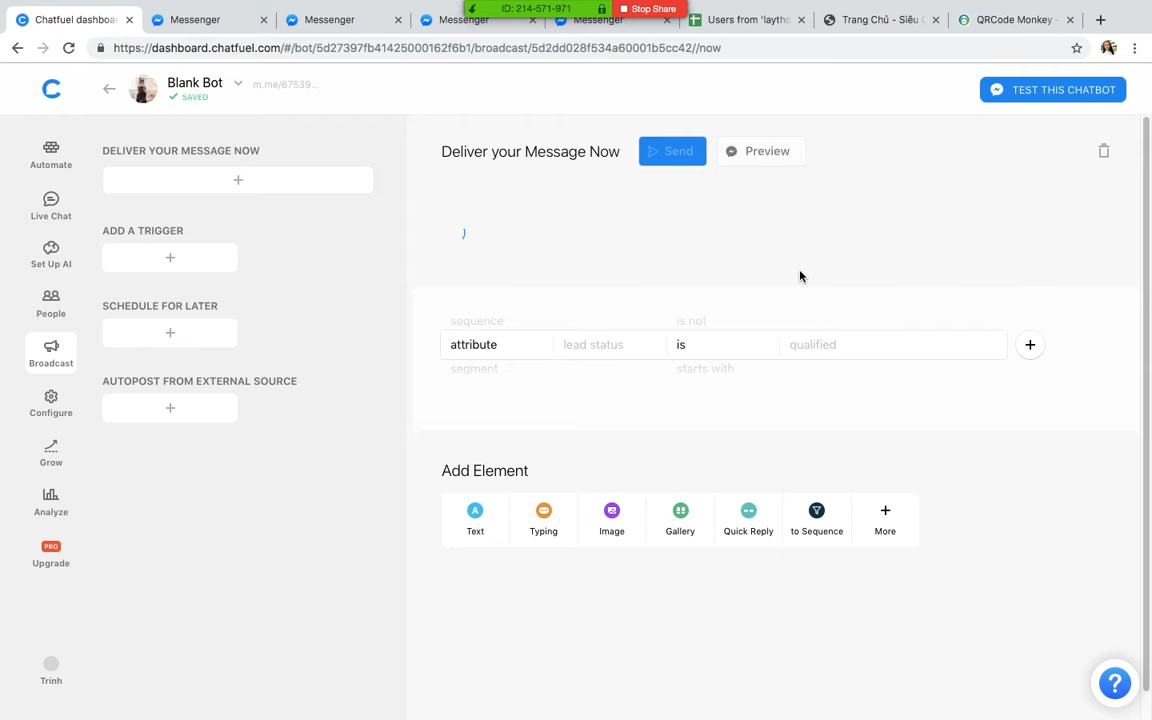 Chatfuel dashboa
Messenger
Messenger
Messenger
Messenger
Users from 'laytho
Trang Chủ - Siêu
QRCode Monkey -
ID: 214-571-971
Stop Share
https://dashboard.chatfuel.com/#/bot/5d27397fb41425000162f6b1/broadcast/5d2dd028f534a60001b5cc42//now
Blank Bot
m.me/67539...
SAVED
TEST THIS CHATBOT
Automate
Live Chat
Set Up AI
People
Broadcast
Configure
Grow
Analyze
PRO
Upgrade
Trinh
DELIVER YOUR MESSAGE NOW
+
ADD A TRIGGER
+
SCHEDULE FOR LATER
+
AUTOPOST FROM EXTERNAL SOURCE
+
Deliver your Message Now
Send
Preview
sequence is not
attribute lead status is qualified +
segment starts with
Add Element
Text
Typing
Image
Gallery
Quick Reply
to Sequence
More
?